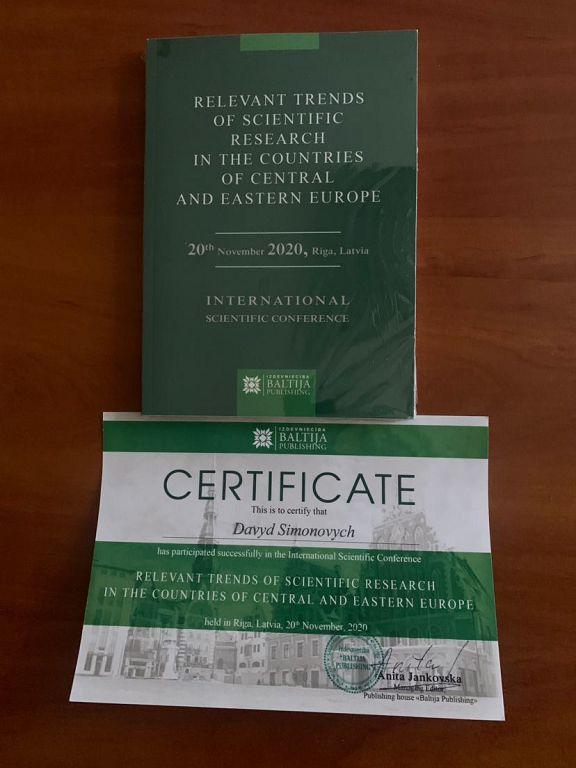 RELEVANT TRENDS
OF SCIENTIFIC
RESEARCH
IN THE COUNTRIES
OF CENTRAL
AND EASTERN EUROPE
20th November 2020, Riga, Latvia
INTERNATIONAL
SCIENTIFIC CONFERENCE
IZDEVNIECĪBA
BALTIJA
PUBLISHING
IZDEVNIECĪBA
BALTIJA
PUBLISHING
CERTIFICATE
This is to certify that
Davyd Simonovych
has participated successfully in the International Scientific Conference
RELEVANT TRENDS OF SCIENTIFIC RESEARCH
IN THE COUNTRIES OF CENTRAL AND EASTERN EUROPE
held in Riga, Latvia, 20th November, 2020
BALTIJA
PUBLISHING
Anita Jankovska
Managing Editor,
Publishing house «Baltija Publishing»